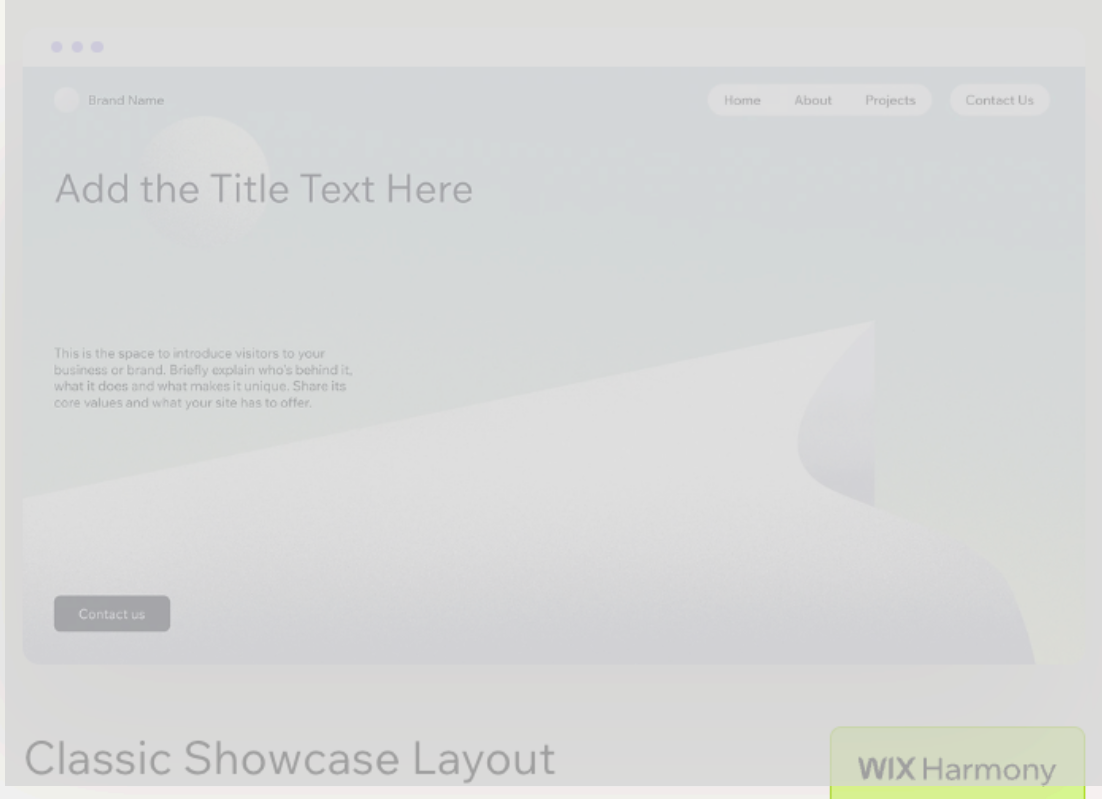 Brand Name
Home About Projects Contact Us
Add the Title Text Here
This is the space to introduce visitors to your
business or brand. Briefly explain who's behind it,
what it does and what makes it unique. Share its
core values and what your site has to offer.
Contact us
Classic Showcase Layout
WIX Harmony